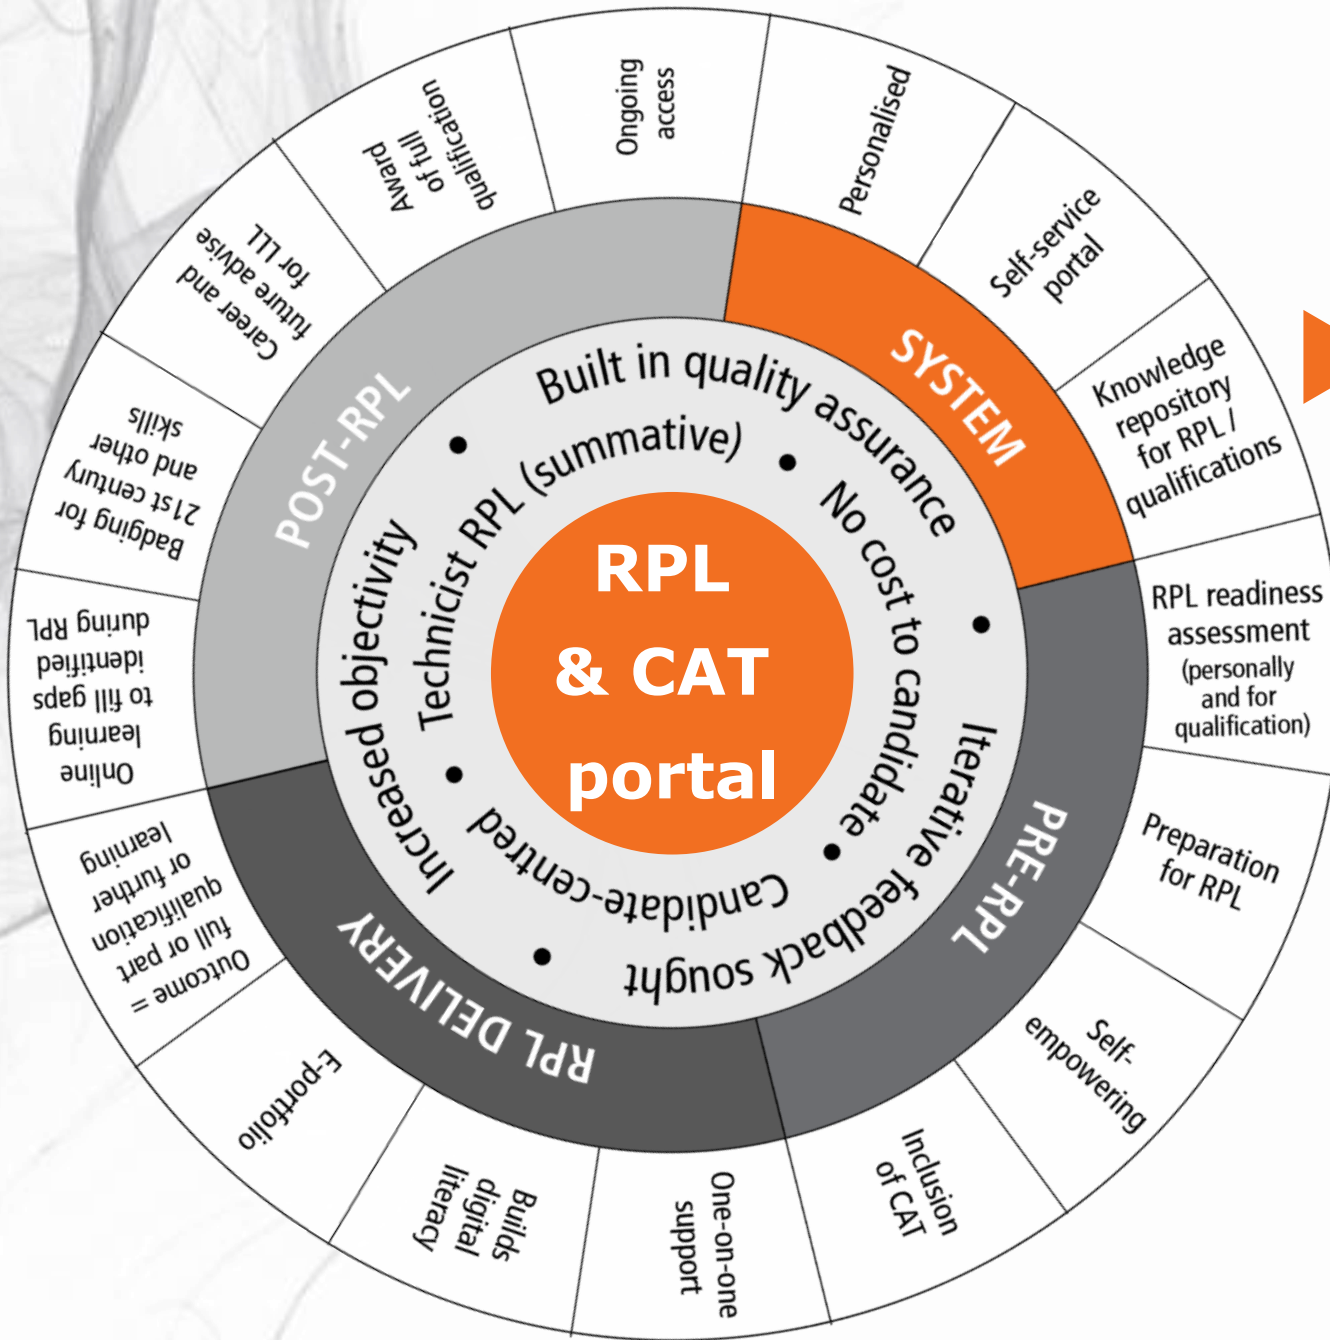 RPL
& CAT
portal
Built in quality assurance
Iterative feedback sought
Increased objectivity
Technicist RPL (summative)
No cost to candidate
Candidate-centred
SYSTEM
Personalised
Self-service
portal
Knowledge
repository
for RPL /
qualifications
PRE-RPL
RPL readiness
assessment
(personally
and for
qualification)
Preparation
for RPL
Self-
empowering
Inclusion
of CAT
RPL DELIVERY
One-on-one
support
Builds
digital
literacy
E-portfolio
Outcome =
full or part
qualification
or further
learning
POST-RPL
Online
learning
to fill gaps
identified
during RPL
Badging for
21st century
and other
skills
Career and
future advise
for LLL
Award
of full
qualification
Ongoing
access